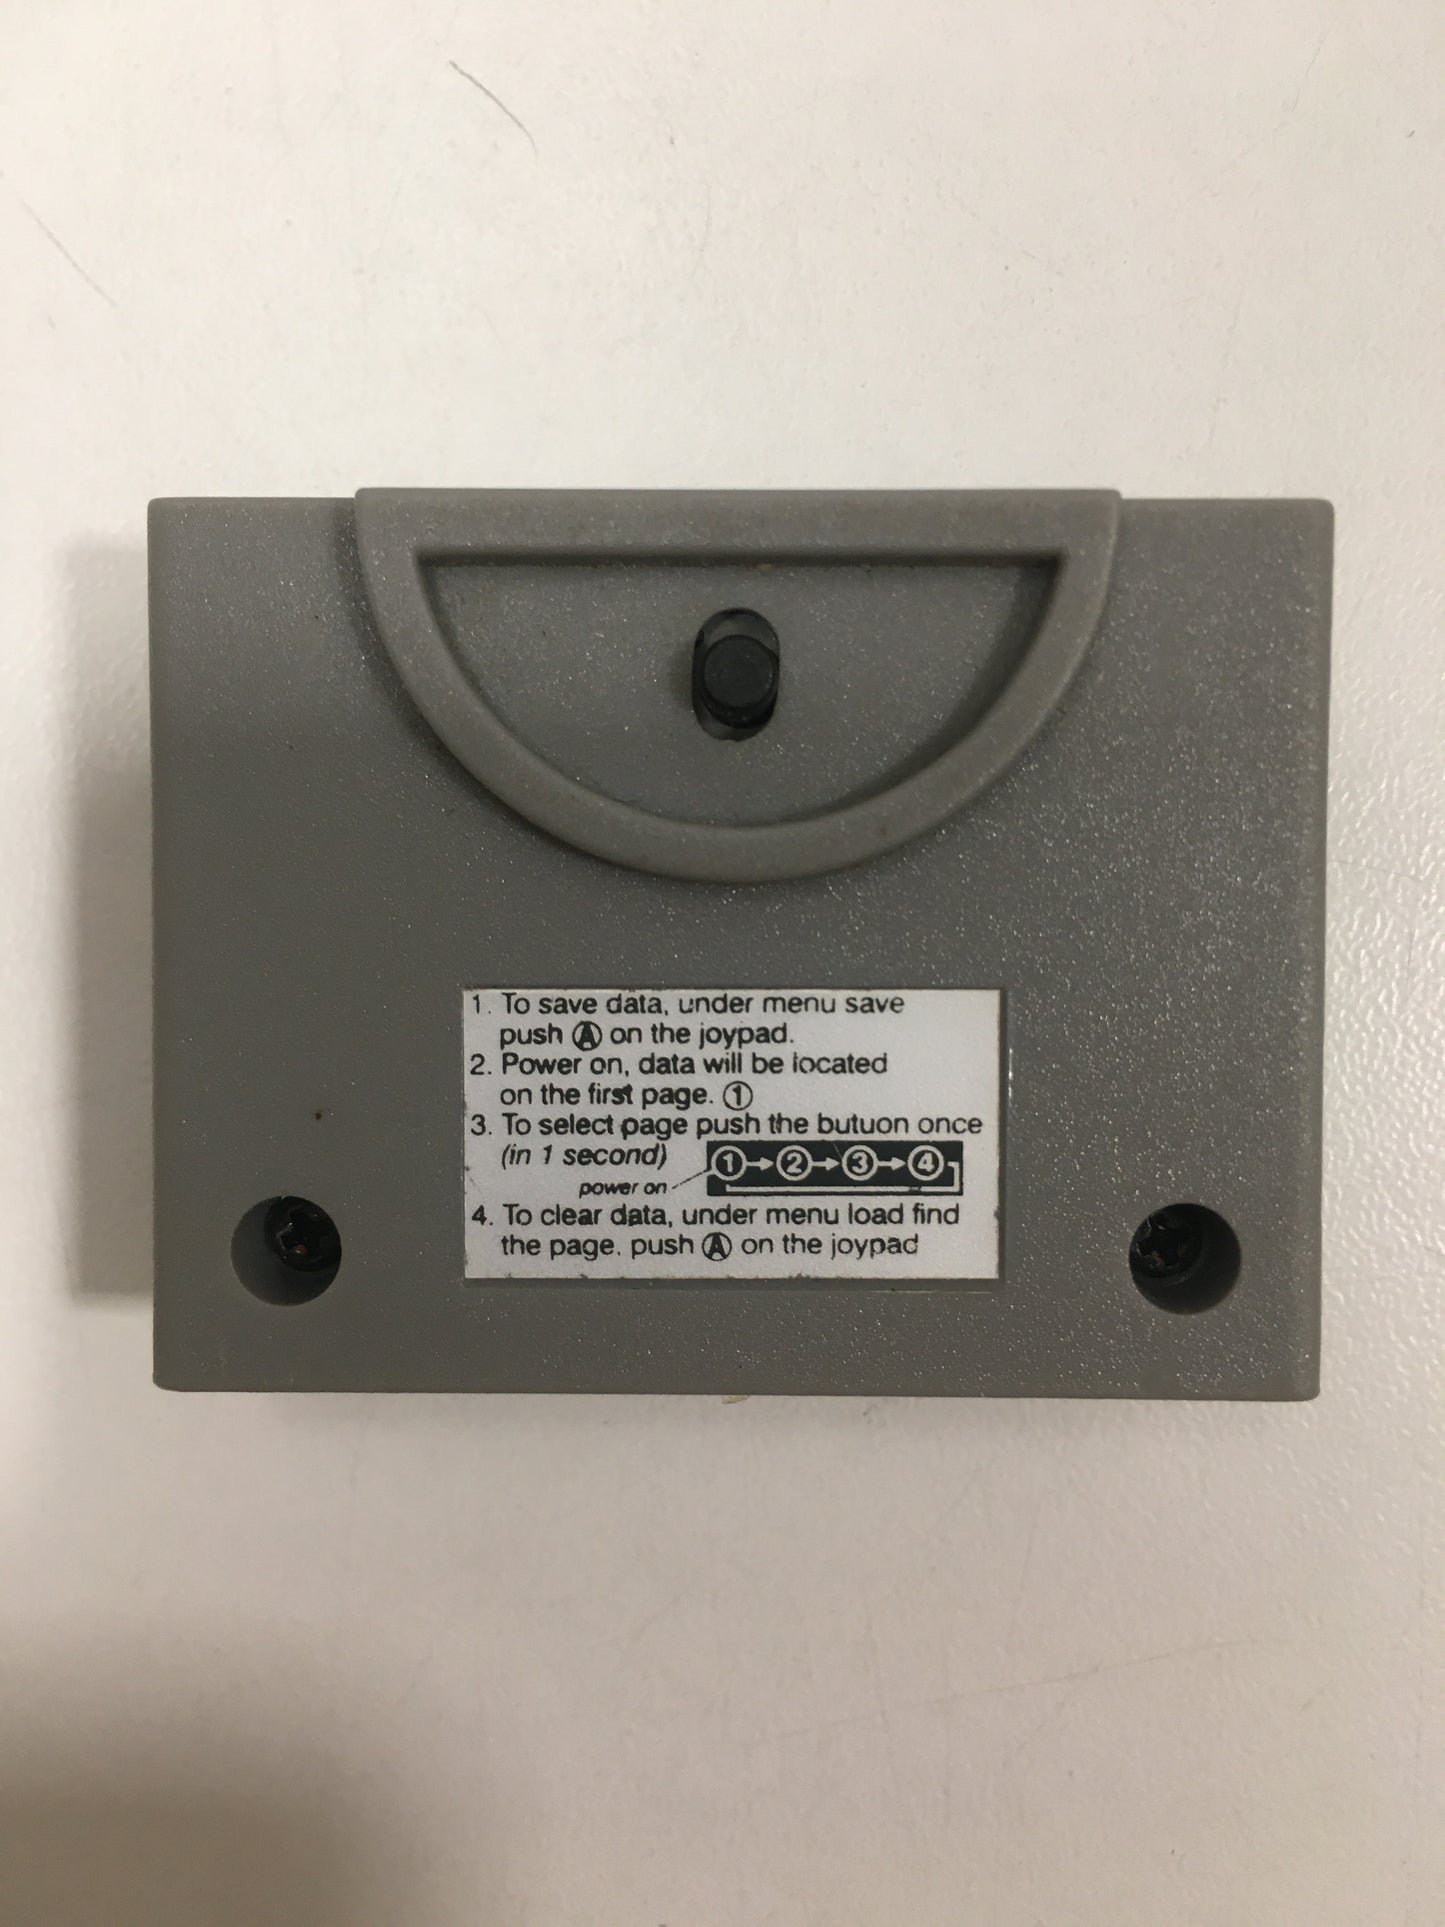 1. To save data, under menu save
push Ⓐ on the joypad.
2. Power on, data will be located
on the first page. ①
3. To select page push the butuon once
(in 1 second) ①→②→③→④
power on
4. To clear data, under menu load find
the page. push Ⓐ on the joypad